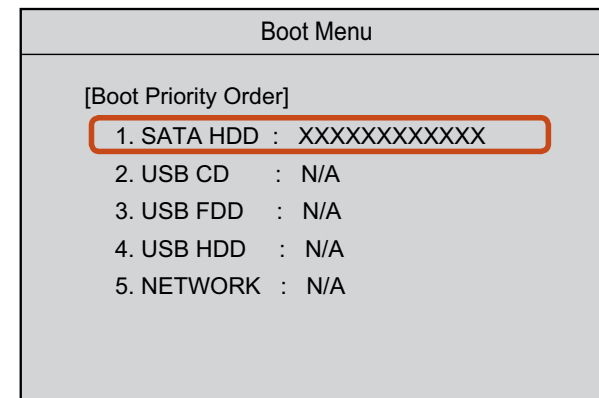 Boot Menu
[Boot Priority Order]
1. SATA HDD : XXXXXXXXXXXX
2. USB CD : N/A
3. USB FDD : N/A
4. USB HDD : N/A
5. NETWORK : N/A